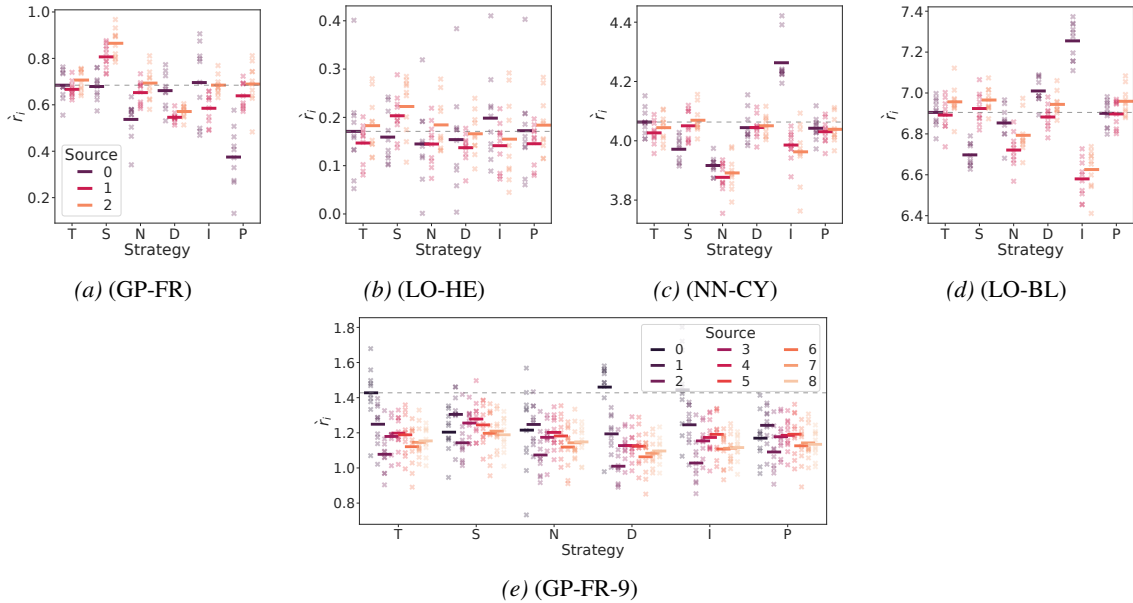 1.0
0.8
0.6
0.4
0.2
r̀ᵢ
Source
0
1
2
T S N D I P
Strategy
(a) (GP-FR)
0.4
0.3
0.2
0.1
0.0
r̀ᵢ
T S N D I P
Strategy
(b) (LO-HE)
4.4
4.2
4.0
3.8
r̀ᵢ
T S N D I P
Strategy
(c) (NN-CY)
7.4
7.2
7.0
6.8
6.6
6.4
r̀ᵢ
T S N D I P
Strategy
(d) (LO-BL)
1.8
1.6
1.4
1.2
1.0
0.8
r̀ᵢ
Source
0 3 6
1 4 7
2 5 8
T S N D I P
Strategy
(e) (GP-FR-9)